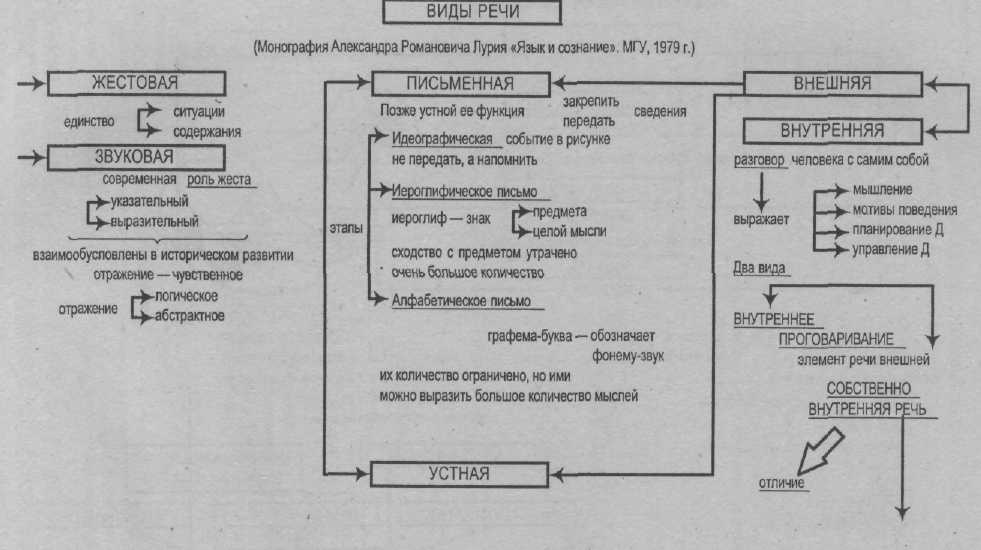 ВИДЫ РЕЧИ
(Монография Александра Романовича Лурия «Язык и сознание». МГУ, 1979 г.)
ЖЕСТОВАЯ
единство
ситуации
содержания
ЗВУКОВАЯ
современная роль жеста
указательный
выразительный
взаимообусловлены в историческом развитии
отражение — чувственное
отражение
логическое
абстрактное
ПИСЬМЕННАЯ
Позже устной ее функция
закрепить
передать
сведения
этапы
Идеографическая событие в рисунке
не передать, а напомнить
Иероглифическое письмо
иероглиф — знак
предмета
целой мысли
сходство с предметом утрачено
очень большое количество
Алфабетическое письмо
графема-буква — обозначает
фонему-звук
их количество ограничено, но ими
можно выразить большое количество мыслей
УСТНАЯ
ВНЕШНЯЯ
ВНУТРЕННЯЯ
разговор человека с самим собой
выражает
мышление
мотивы поведения
планирование Д
управление Д
Два вида
ВНУТРЕННЕЕ
ПРОГОВАРИВАНИЕ
элемент речи внешней
СОБСТВЕННО
ВНУТРЕННЯЯ РЕЧЬ
отличие